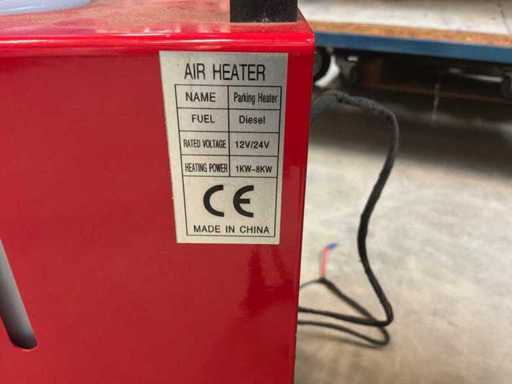 AIR HEATER
NAME Parking Heater
FUEL Diesel
RATED VOLTAGE 12V/24V
HEATING POWER 1KW-8KW
CE
MADE IN CHINA